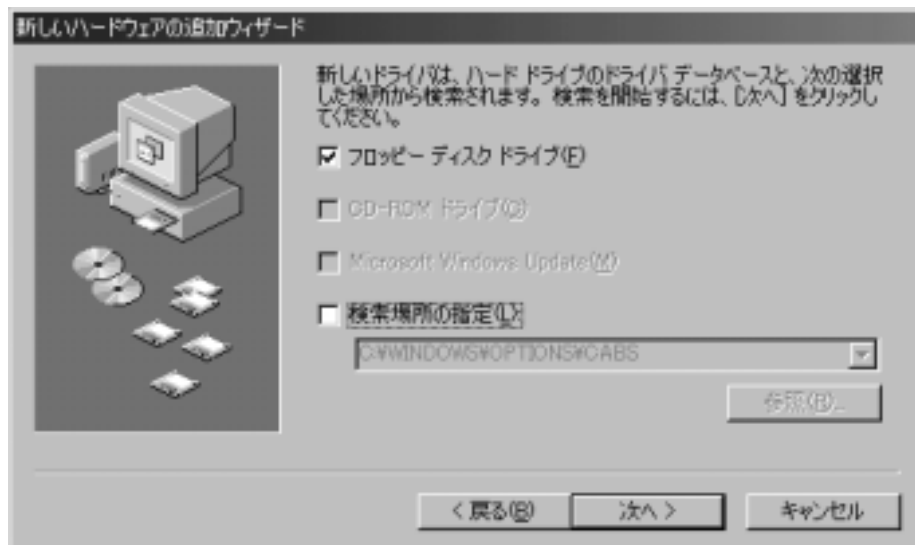 新しいハードウェアの追加ウィザード
新しいドライバは、ハード ドライブのドライバ データベースと、次の選択
した場所から検索されます。検索を開始するには、[次へ] をクリックし
てください。
フロッピー ディスク ドライブ(F)
CD-ROM ドライブ(C)
Microsoft Windows Update(M)
検索場所の指定(L):
C:¥WINDOWS¥OPTIONS¥CABS
参照(R)...
< 戻る(B)
次へ >
キャンセル